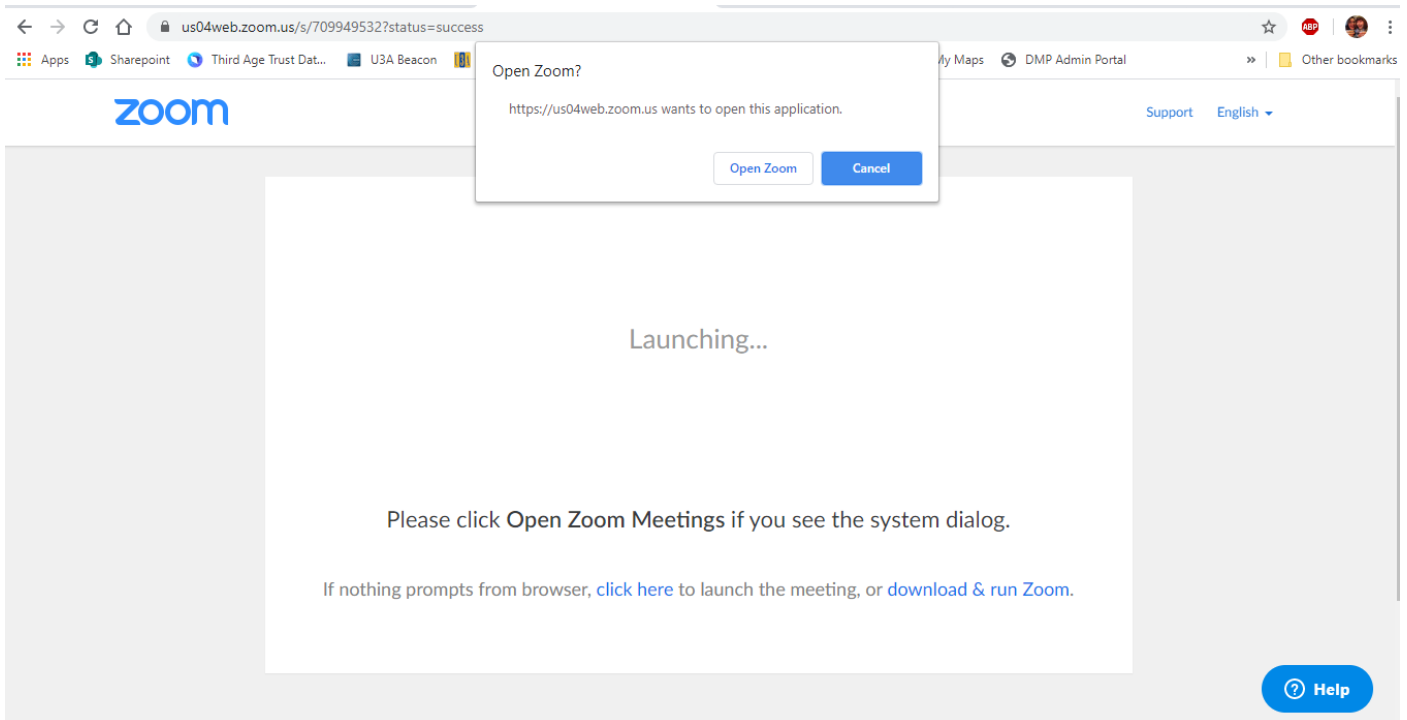 us04web.zoom.us/s/709949532?status=success
ABP
Apps Sharepoint Third Age Trust Dat... U3A Beacon My Maps DMP Admin Portal » Other bookmarks
Open Zoom?
https://us04web.zoom.us wants to open this application.
Open Zoom Cancel
zoom
Support English
Launching...
Please click Open Zoom Meetings if you see the system dialog.
If nothing prompts from browser, click here to launch the meeting, or download & run Zoom.
? Help